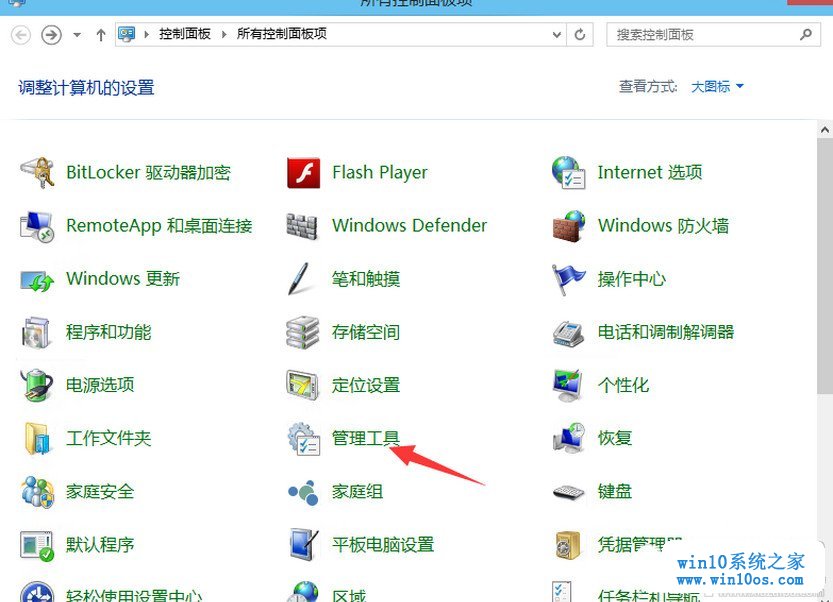 所有控制面板项
控制面板 所有控制面板项
搜索控制面板
调整计算机的设置
查看方式: 大图标
BitLocker 驱动器加密
Flash Player
Internet 选项
RemoteApp 和桌面连接
Windows Defender
Windows 防火墙
Windows 更新
笔和触摸
操作中心
程序和功能
存储空间
电话和调制解调器
电源选项
定位设置
个性化
工作文件夹
管理工具
恢复
家庭安全
家庭组
键盘
默认程序
平板电脑设置
凭据管理器
轻松使用设置中心
区域
任务栏和导航
win10系统之家
www.win10os.com